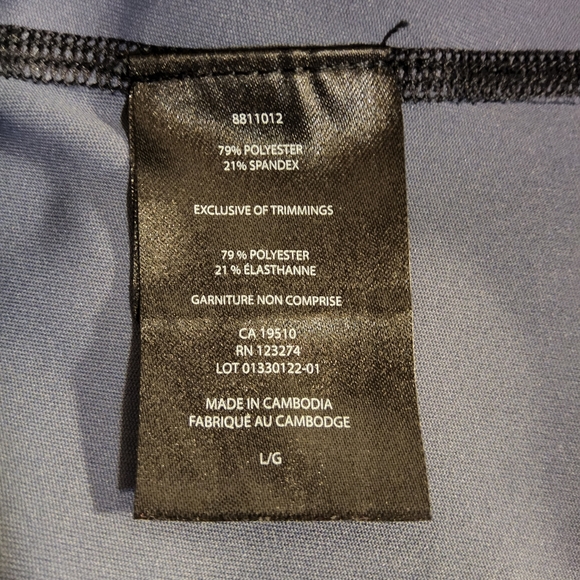 8811012
79% POLYESTER
21% SPANDEX
EXCLUSIVE OF TRIMMINGS
79 % POLYESTER
21 % ÉLASTHANNE
GARNITURE NON COMPRISE
CA 19510
RN 123274
LOT 01330122-01
MADE IN CAMBODIA
FABRIQUÉ AU CAMBODGE
L/G